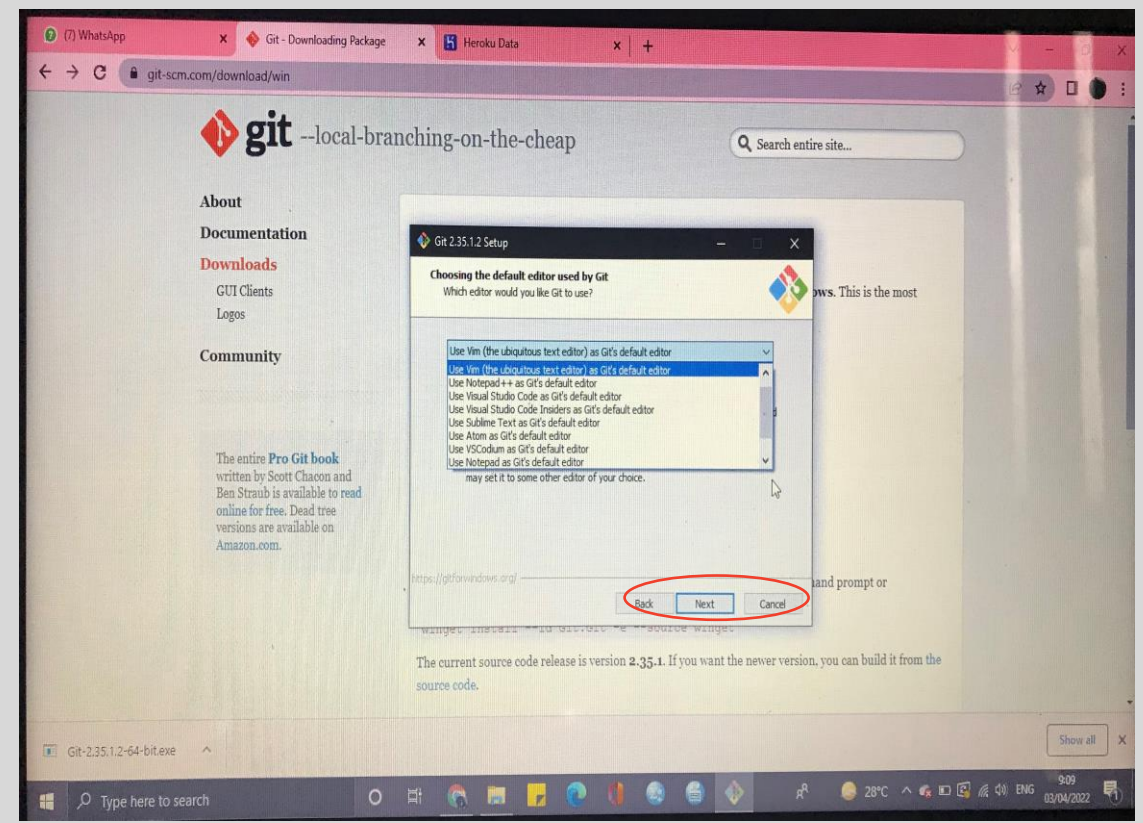 (7) WhatsApp
Git - Downloading Package
Heroku Data
git-scm.com/download/win
git --local-branching-on-the-cheap
Search entire site...
About
Documentation
Downloads
GUI Clients
Logos
Community
The entire Pro Git book
written by Scott Chacon and
Ben Straub is available to read
online for free. Dead tree
versions are available on
Amazon.com.
Git 2.35.1.2 Setup
Choosing the default editor used by Git
Which editor would you like Git to use?
ows. This is the most
Use Vim (the ubiquitous text editor) as Git's default editor
Use Vim (the ubiquitous text editor) as Git's default editor
Use Notepad++ as Git's default editor
Use Visual Studio Code as Git's default editor
Use Visual Studio Code Insiders as Git's default editor
Use Sublime Text as Git's default editor
Use Atom as Git's default editor
Use VSCodium as Git's default editor
Use Notepad as Git's default editor
may set it to some other editor of your choice.
https://gitforwindows.org/
and prompt or
Back Next Cancel
winget install --id Git.Git -e --source winget
The current source code release is version 2.35.1. If you want the newer version, you can build it from the
source code.
Git-2.35.1.2-64-bit.exe
Show all
Type here to search
28°C
ENG
9:09
03/04/2022